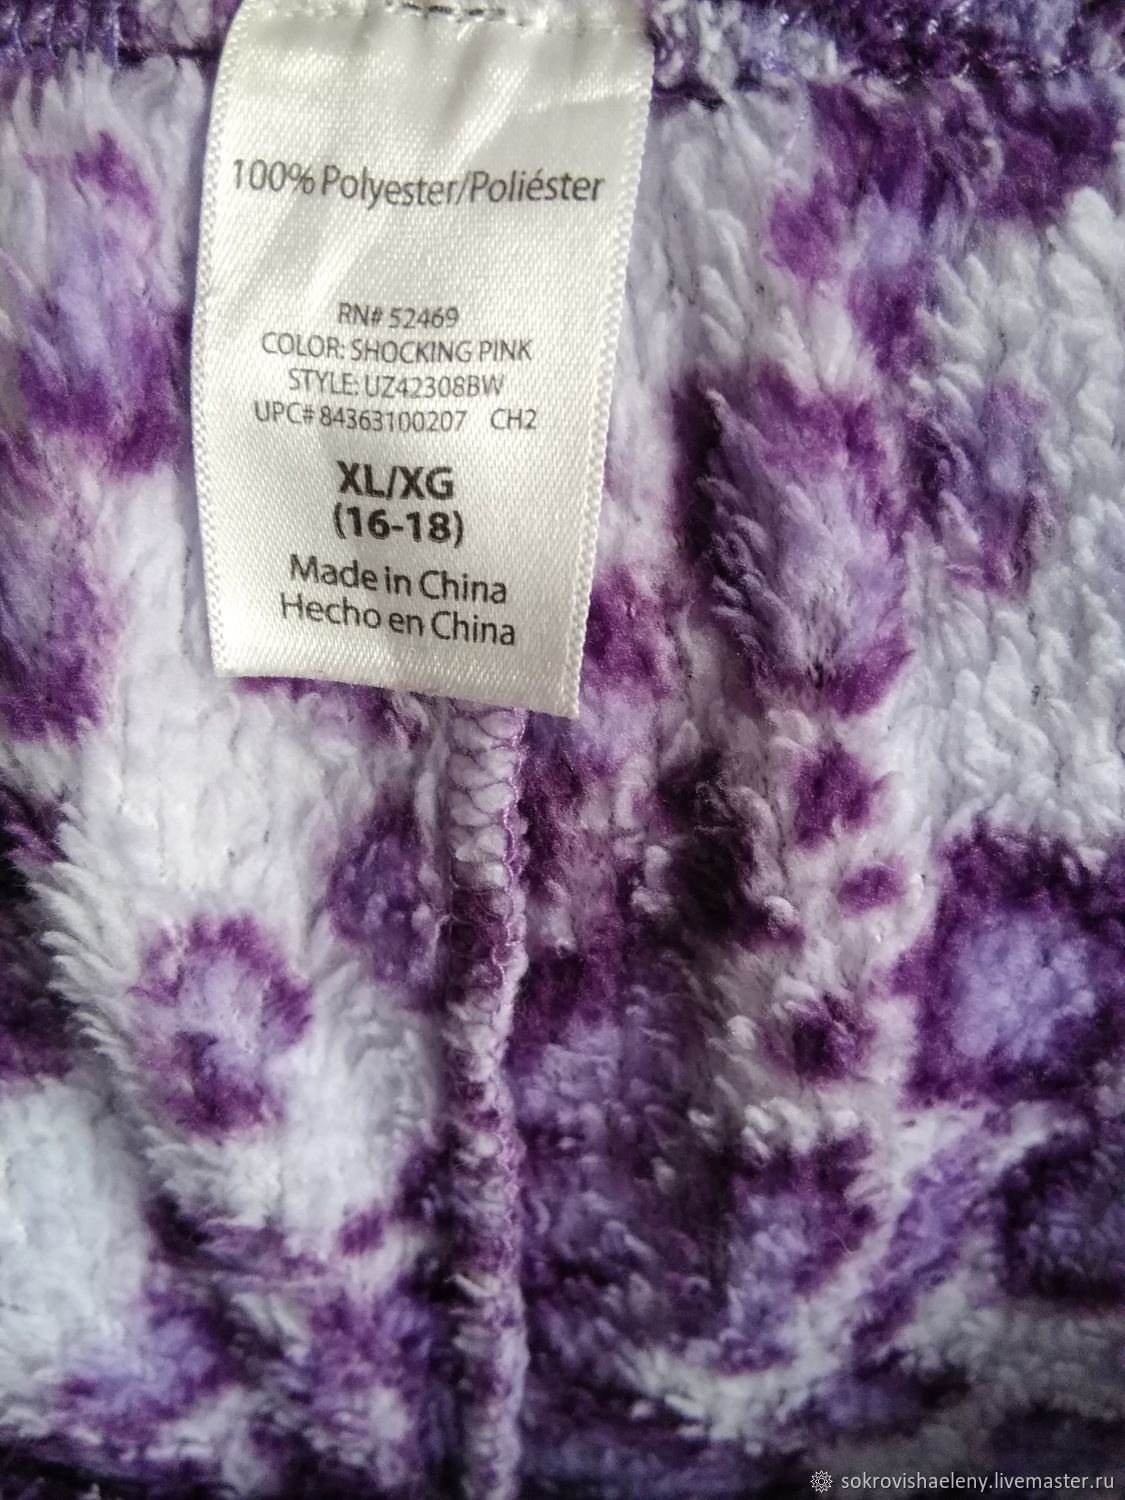 100% Polyester/Poliéster
RN# 52469
COLOR: SHOCKING PINK
STYLE: UZ42308BW
UPC# 84363100207 CH2
XL/XG
(16-18)
Made in China
Hecho en China
sokrovishaeleny.livemaster.ru